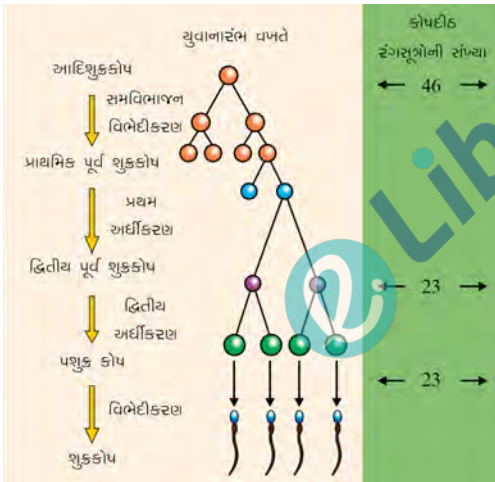 કોષદીઠ
રંગસૂત્રોની સંખ્યા
યુવાનારંભ વખતે
આદિશુક્રકોષ
46
સમવિભાજન
વિભેદીકરણ
પ્રાથમિક પૂર્વ શુક્રકોષ
પ્રથમ
અર્ધીકરણ
દ્વિતીય પૂર્વ શુક્રકોષ
23
દ્વિતીય
અર્ધીકરણ
પશુક્ર કોષ
23
વિભેદીકરણ
શુક્રકોષ
Lib